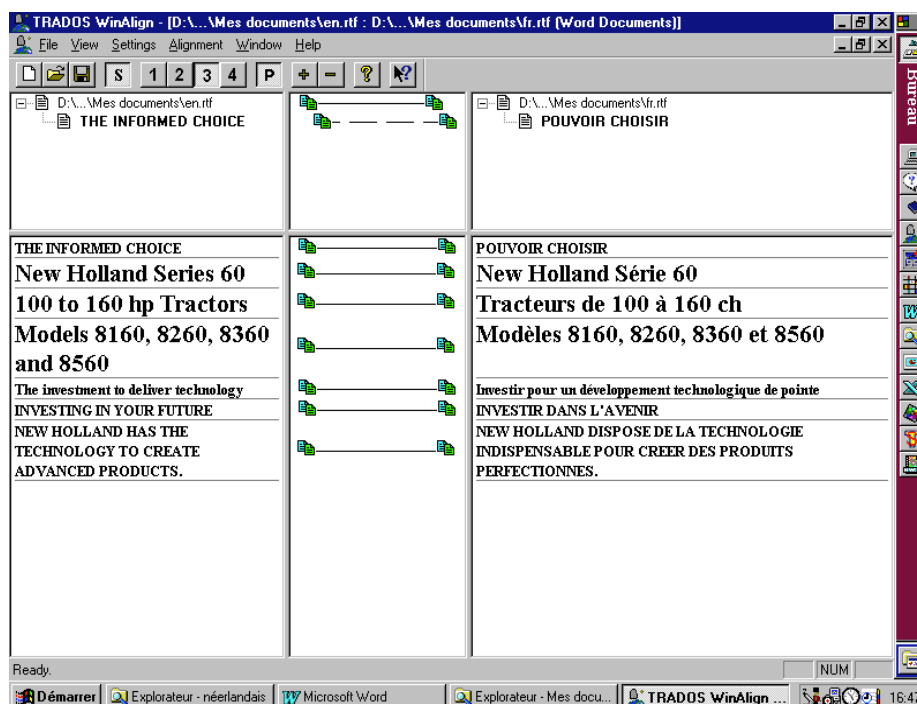 TRADOS WinAlign - [D:\...\Mes documents\en.rtf : D:\...\Mes documents\fr.rtf (Word Documents)]
File View Settings Alignment Window Help
S 1 2 3 4 P + - ? ?
Bureau
D:\...\Mes documents\en.rtf
THE INFORMED CHOICE
D:\...\Mes documents\fr.rtf
POUVOIR CHOISIR
THE INFORMED CHOICE
New Holland Series 60
100 to 160 hp Tractors
Models 8160, 8260, 8360
and 8560
The investment to deliver technology
INVESTING IN YOUR FUTURE
NEW HOLLAND HAS THE
TECHNOLOGY TO CREATE
ADVANCED PRODUCTS.
POUVOIR CHOISIR
New Holland Série 60
Tracteurs de 100 à 160 ch
Modèles 8160, 8260, 8360 et 8560
Investir pour un développement technologique de pointe
INVESTIR DANS L'AVENIR
NEW HOLLAND DISPOSE DE LA TECHNOLOGIE
INDISPENSABLE POUR CREER DES PRODUITS
PERFECTIONNES.
Ready.
NUM
Démarrer
Explorateur - néerlandais
Microsoft Word
Explorateur - Mes docu...
TRADOS WinAlign ...
16:47